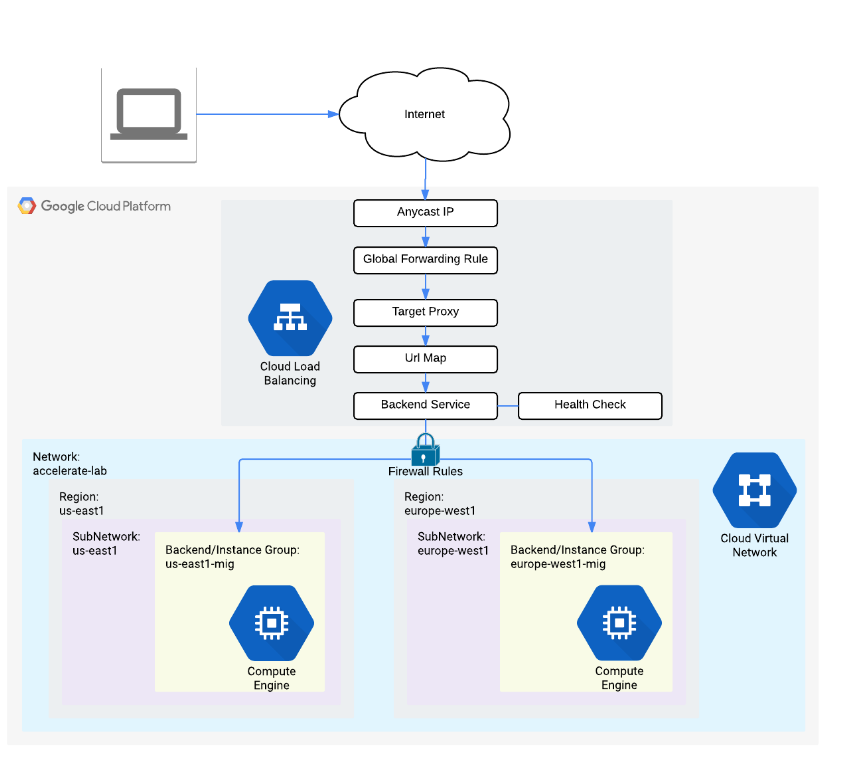 Internet
Google Cloud Platform
Anycast IP
Global Forwarding Rule
Target Proxy
Url Map
Cloud Load
Balancing
Backend Service
Health Check
Network:
accelerate-lab
Firewall Rules
Region:
us-east1
SubNetwork:
us-east1
Backend/Instance Group:
us-east1-mig
Compute
Engine
Region:
europe-west1
SubNetwork:
europe-west1
Backend/Instance Group:
europe-west1-mig
Compute
Engine
Cloud Virtual
Network